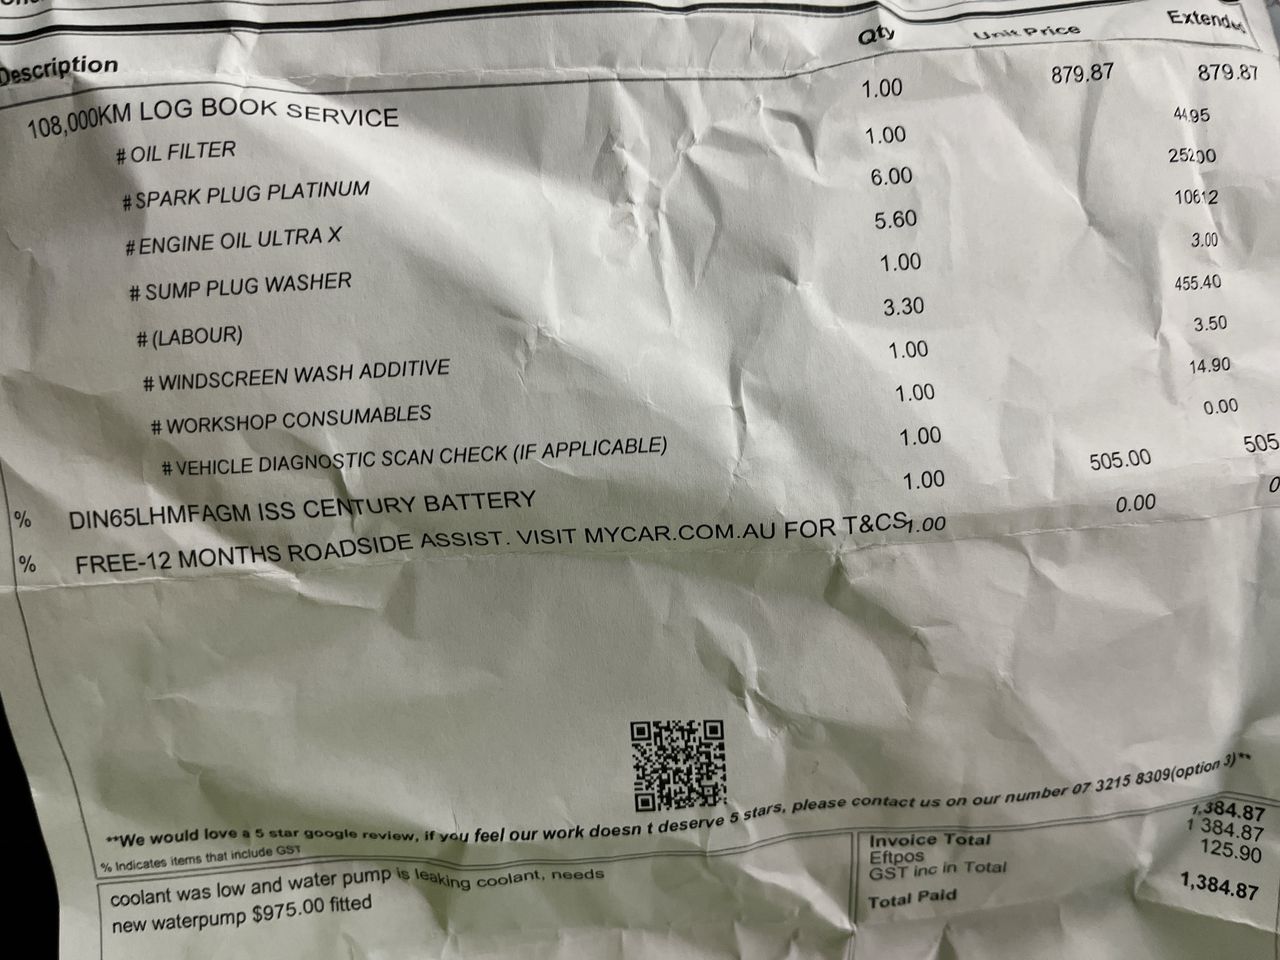 Description Qty Unit Price Extended
108,000KM LOG BOOK SERVICE 1.00 879.87 879.87
# OIL FILTER 1.00 44.95
# SPARK PLUG PLATINUM 6.00 252.00
# ENGINE OIL ULTRA X 5.60 106.12
# SUMP PLUG WASHER 1.00 3.00
# (LABOUR) 3.30 455.40
# WINDSCREEN WASH ADDITIVE 1.00 3.50
# WORKSHOP CONSUMABLES 1.00 14.90
# VEHICLE DIAGNOSTIC SCAN CHECK (IF APPLICABLE) 1.00 0.00
% DIN65LHMFAGM ISS CENTURY BATTERY 1.00 505.00 505
% FREE-12 MONTHS ROADSIDE ASSIST. VISIT MYCAR.COM.AU FOR T&CS 1.00 0.00 0
**We would love a 5 star google review, if you feel our work doesn t deserve 5 stars, please contact us on our number 07 3215 8309(option 3)**
% Indicates items that include GST
coolant was low and water pump is leaking coolant, needs
new waterpump $975.00 fitted
Invoice Total 1,384.87
Eftpos 1 384.87
GST inc in Total 125.90
Total Paid 1,384.87